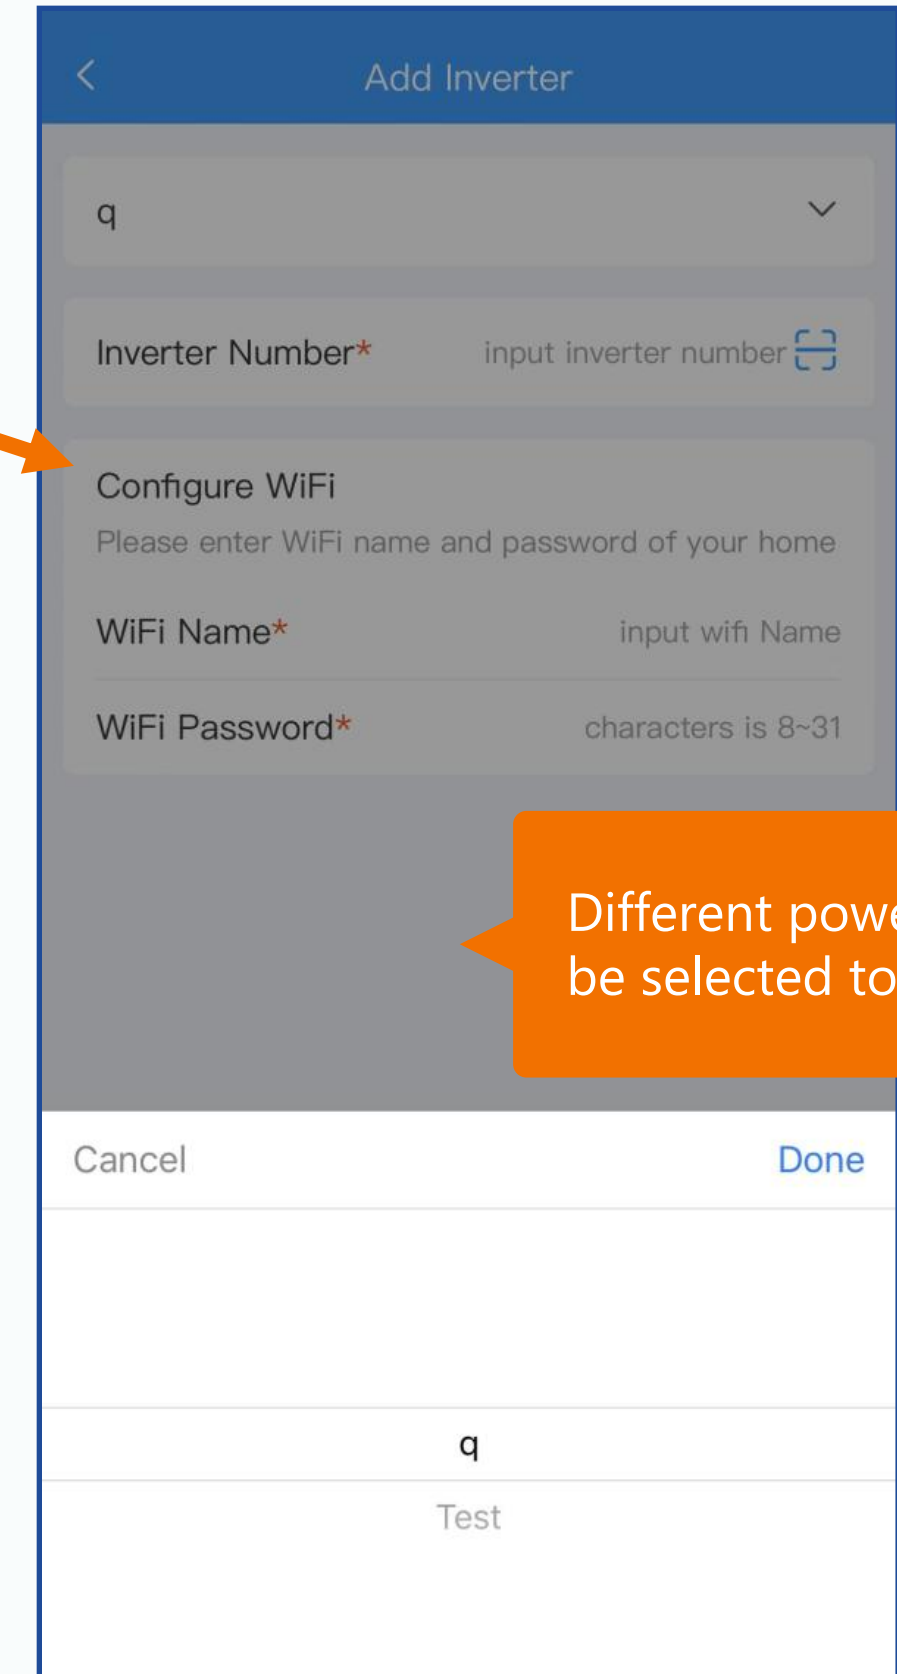 Add Inverter
q
Inverter Number* input inverter number
Configure WiFi
Please enter WiFi name and password of your home
WiFi Name* input wifi Name
WiFi Password* characters is 8~31
Different
be selected to
Cancel Done
q
Test